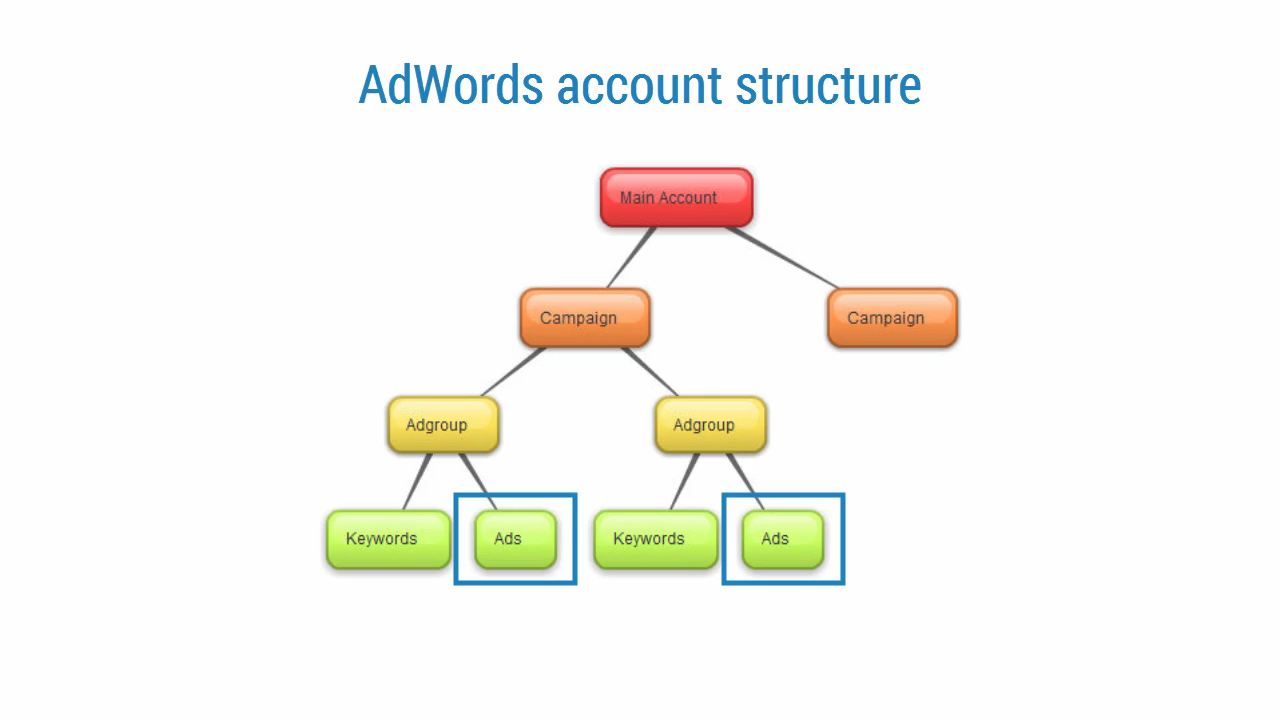 AdWords account structure
Main Account
Campaign
Campaign
Adgroup
Adgroup
Keywords
Ads
Keywords
Ads